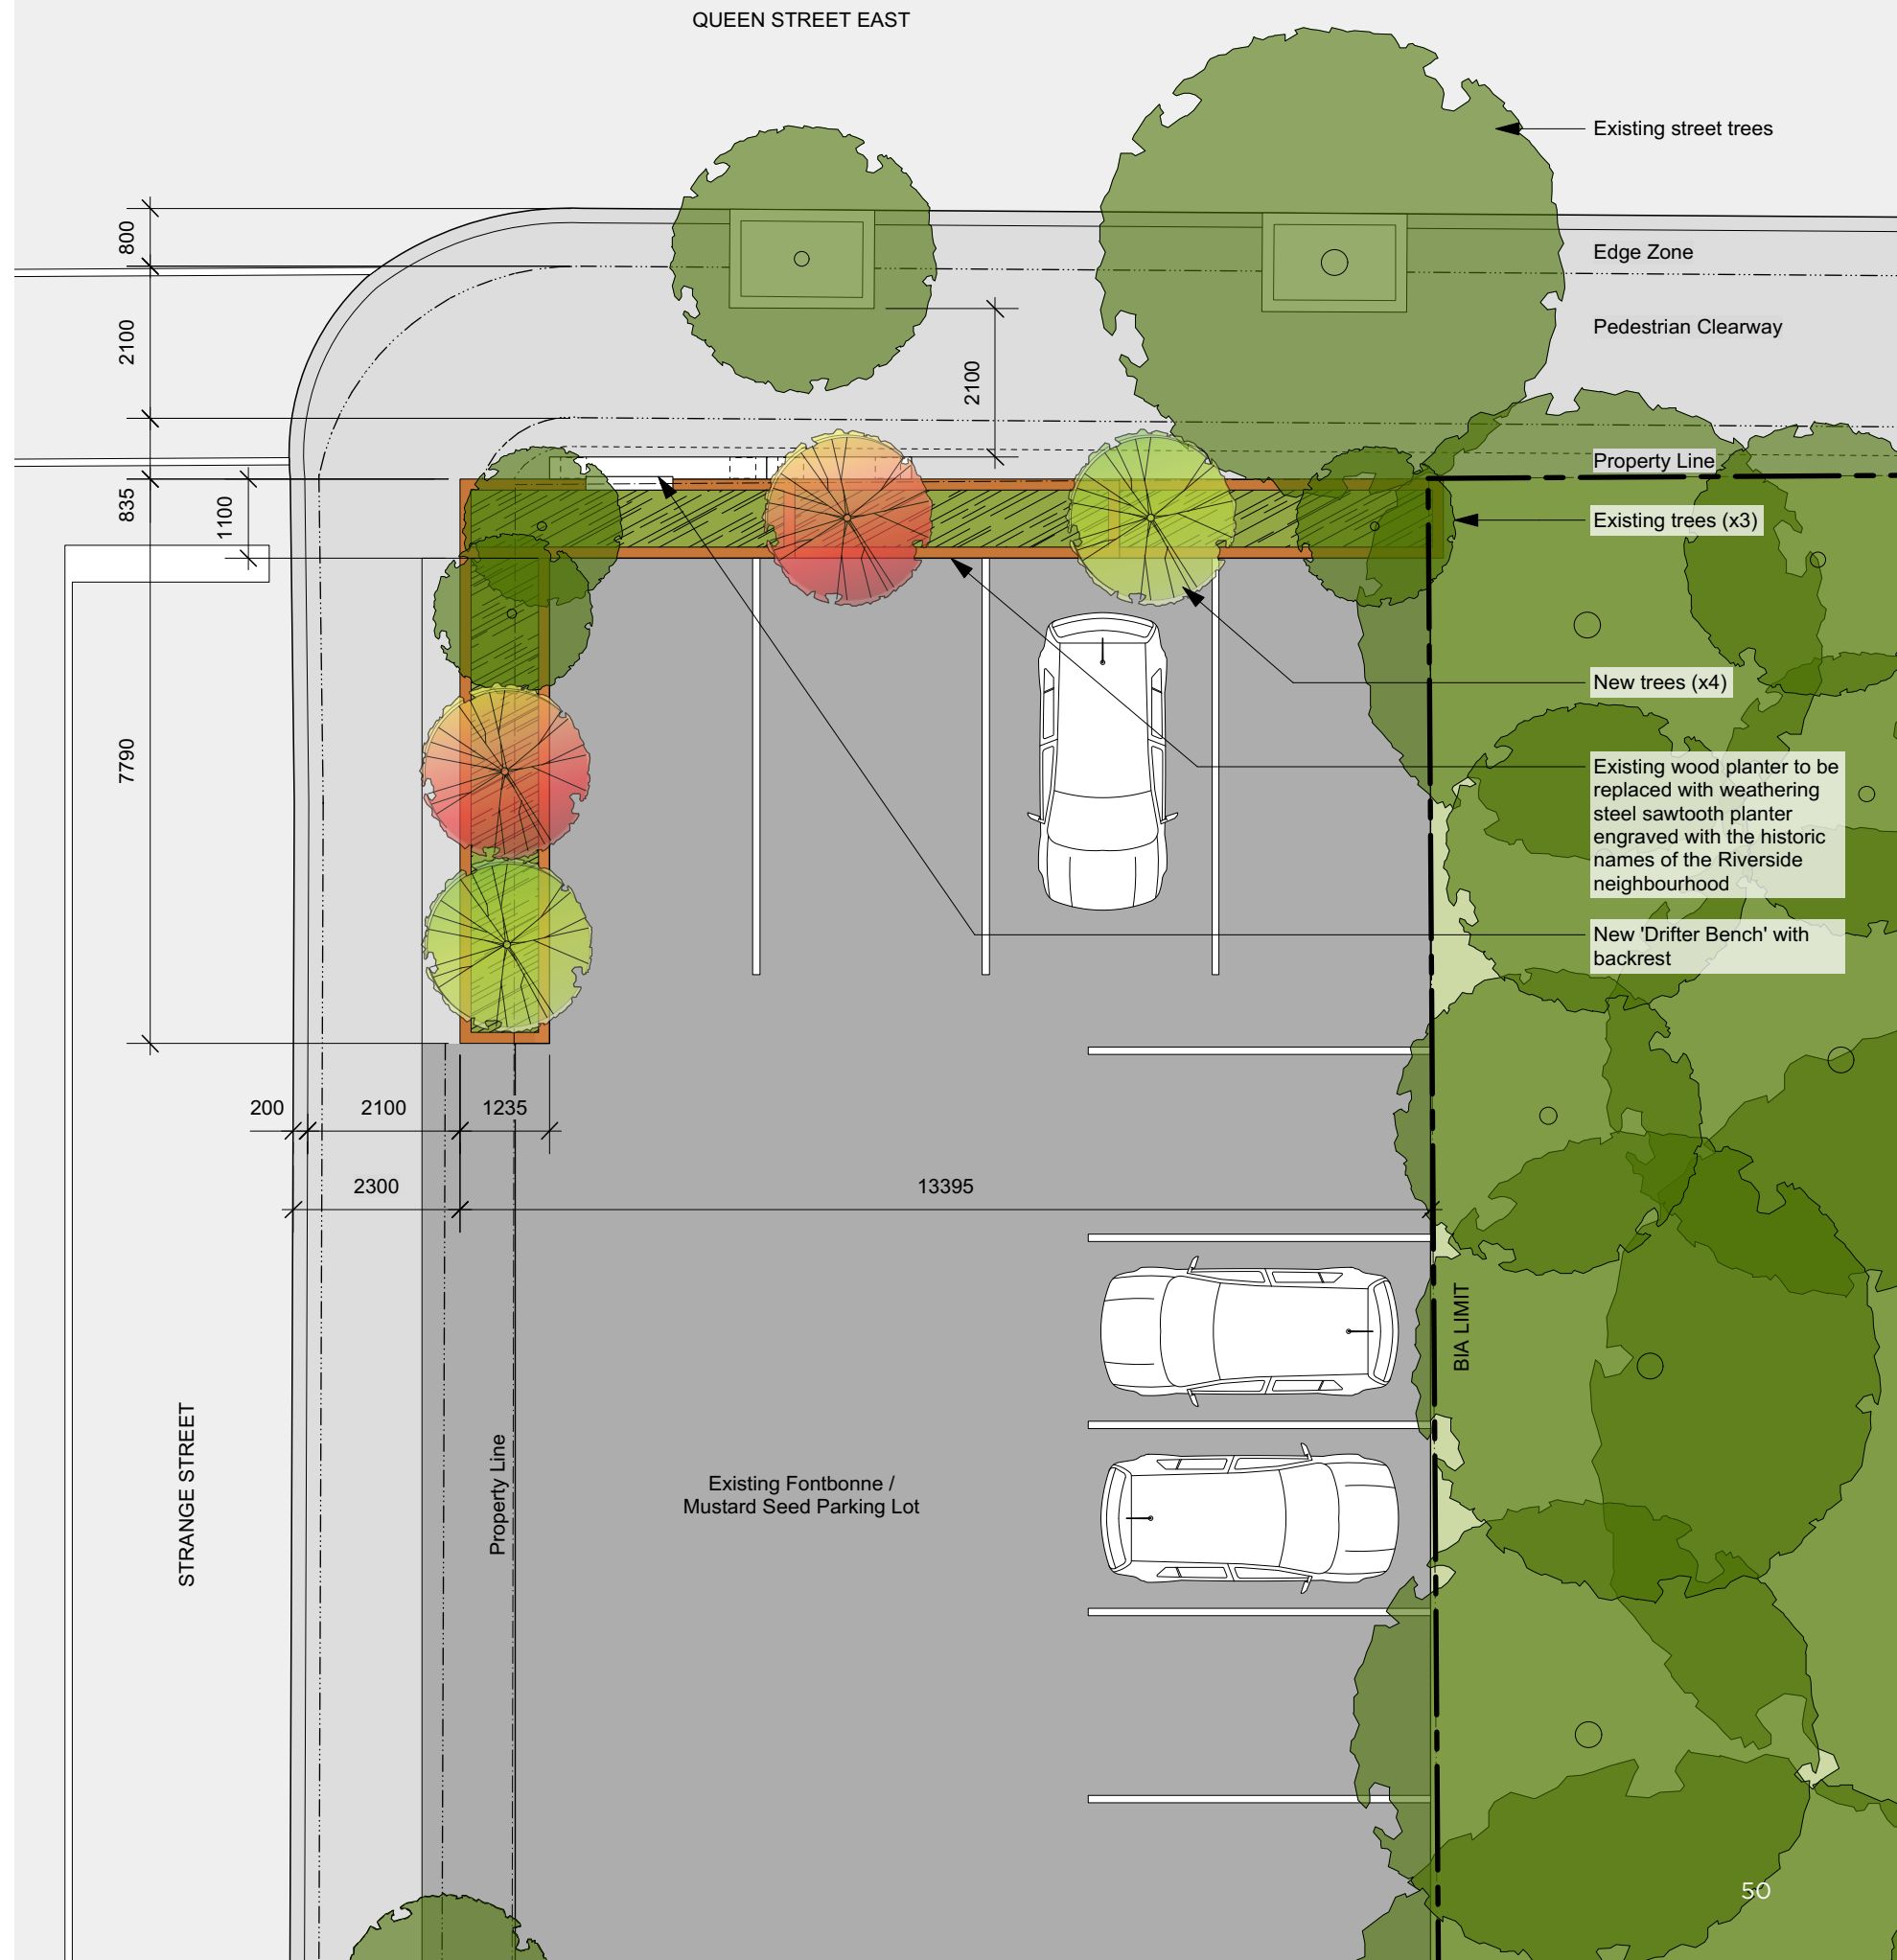 QUEEN STREET EAST
Existing street trees
800
Edge Zone
2100
Pedestrian Clearway
2100
Property Line
835
1100
Existing trees (x3)
New trees (x4)
7790
Existing wood planter to be
replaced with weathering
steel sawtooth planter
engraved with the historic
names of the Riverside
neighbourhood
New 'Drifter Bench' with
backrest
200
2100
1235
2300
13395
BIA LIMIT
STRANGE STREET
Property Line
Existing Fontbonne /
Mustard Seed Parking Lot
50